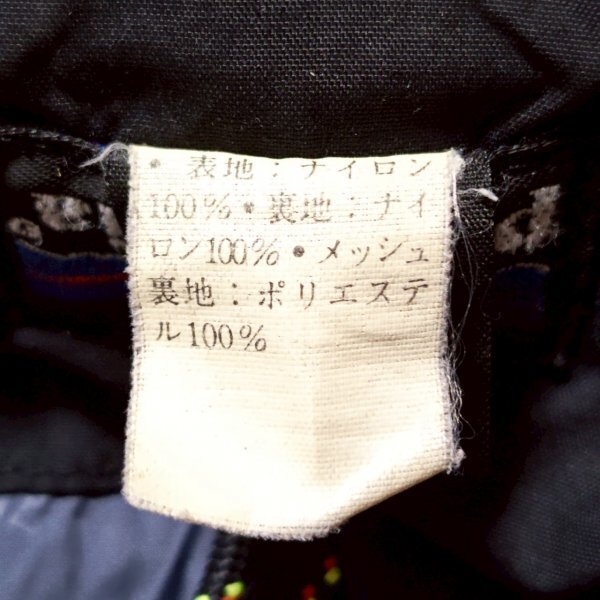 ・表地：ナイロン
100％・裏地：ナイ
ロン100％・メッシュ
裏地：ポリエステ
ル100％